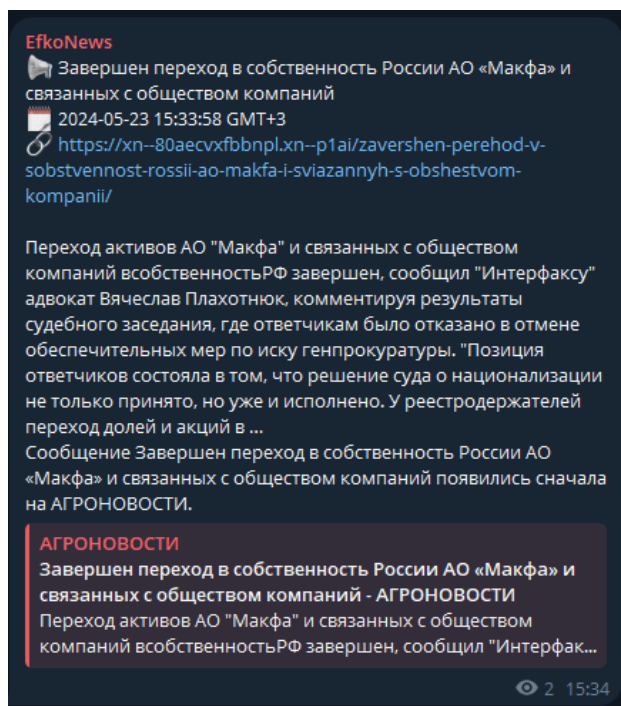 EfkoNews
Завершен переход в собственность России АО «Макфа» и
связанных с обществом компаний
2024-05-23 15:33:58 GMT+3
https://xn--80aecvxfbbnpl.xn--p1ai/zavershen-perehod-v-
sobstvennost-rossii-ao-makfa-i-sviazannyh-s-obshestvom-
kompanii/
Переход активов АО "Макфа" и связанных с обществом
компаний всобственностьРФ завершен, сообщил "Интерфаксу"
адвокат Вячеслав Плахотнюк, комментируя результаты
судебного заседания, где ответчикам было отказано в отмене
обеспечительных мер по иску генпрокуратуры. "Позиция
ответчиков состояла в том, что решение суда о национализации
не только принято, но уже и исполнено. У реестродержателей
переход долей и акций в ...
Сообщение Завершен переход в собственность России АО
«Макфа» и связанных с обществом компаний появились сначала
на АГРОНОВОСТИ.
АГРОНОВОСТИ
Завершен переход в собственность России АО «Макфа» и
связанных с обществом компаний - АГРОНОВОСТИ
Переход активов АО "Макфа" и связанных с обществом
компаний всобственностьРФ завершен, сообщил "Интерфак...
2 15:34